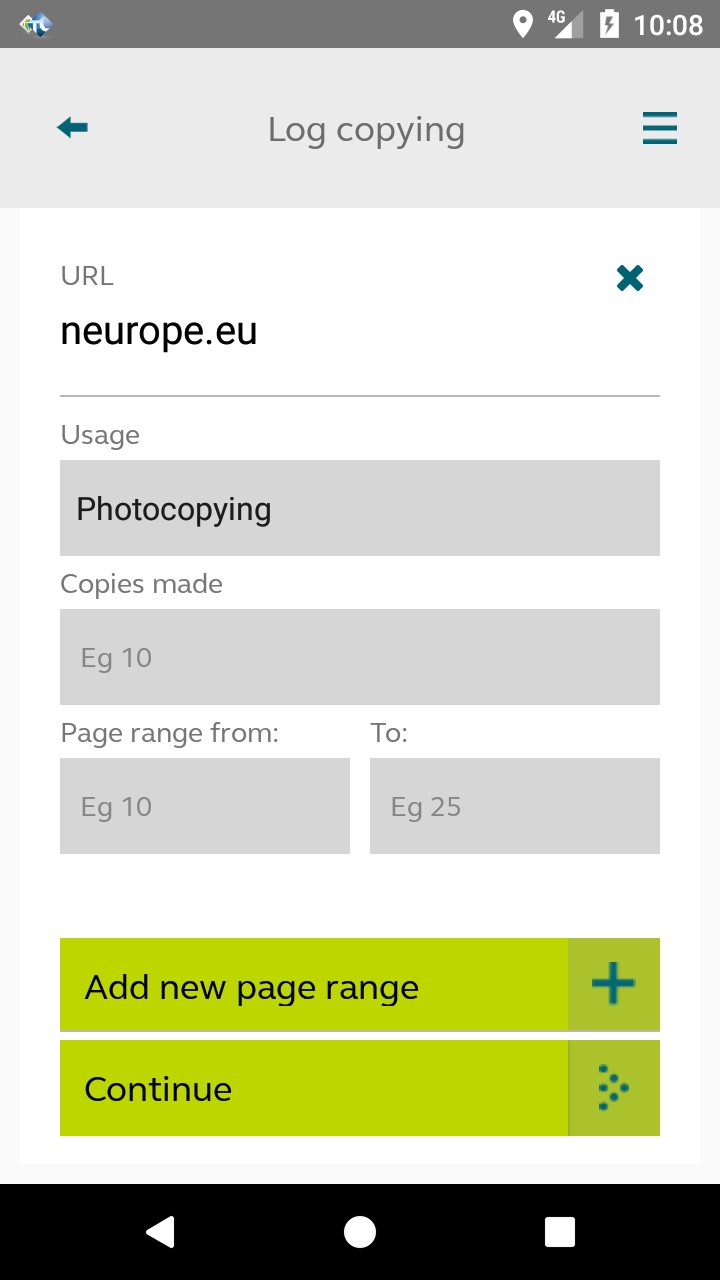 4G 10:08
Log copying
URL
neurope.eu
Usage
Photocopying
Copies made
Eg 10
Page range from: To:
Eg 10 Eg 25
Add new page range
Continue